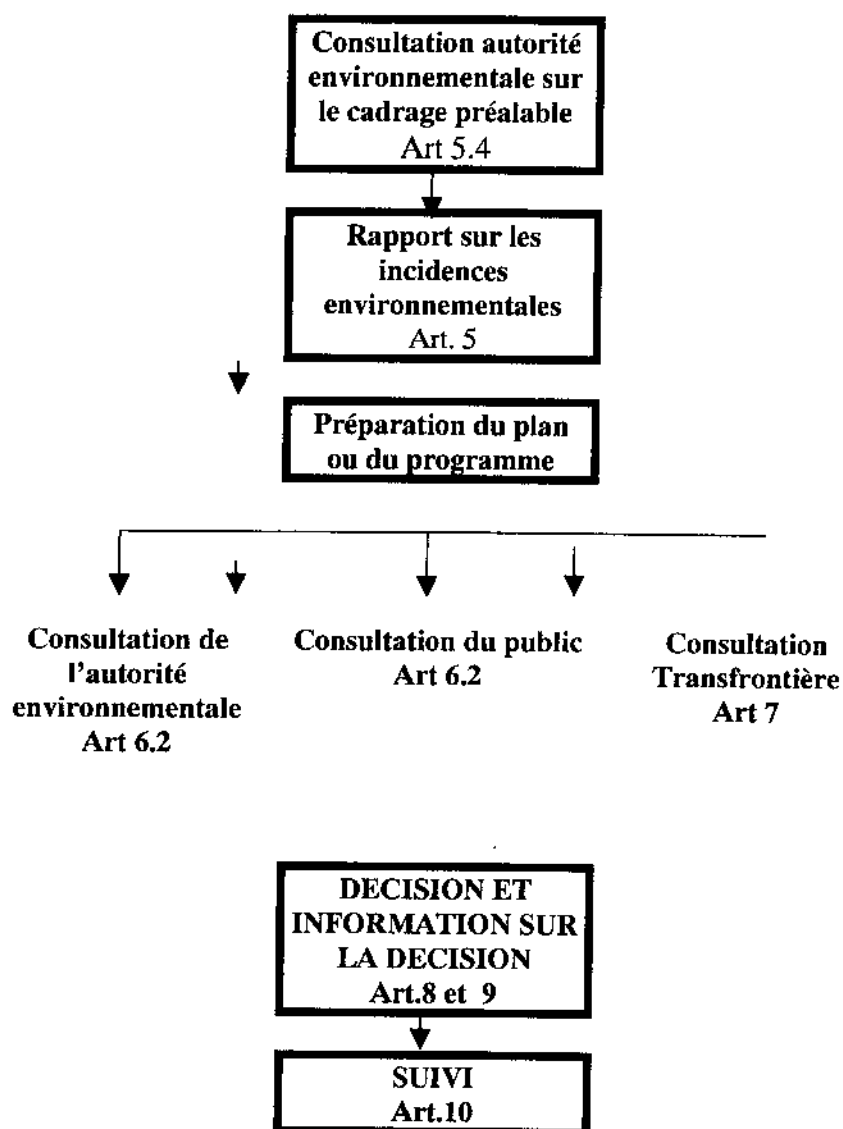 Consultation autorité
environnementale sur
le cadrage préalable
Art 5.4
Rapport sur les
incidences
environnementales
Art. 5
Préparation du plan
ou du programme
Consultation de
l'autorité
environnementale
Art 6.2
Consultation du public
Art 6.2
Consultation
Transfrontière
Art 7
DECISION ET
INFORMATION SUR
LA DECISION
Art.8 et 9
SUIVI
Art.10